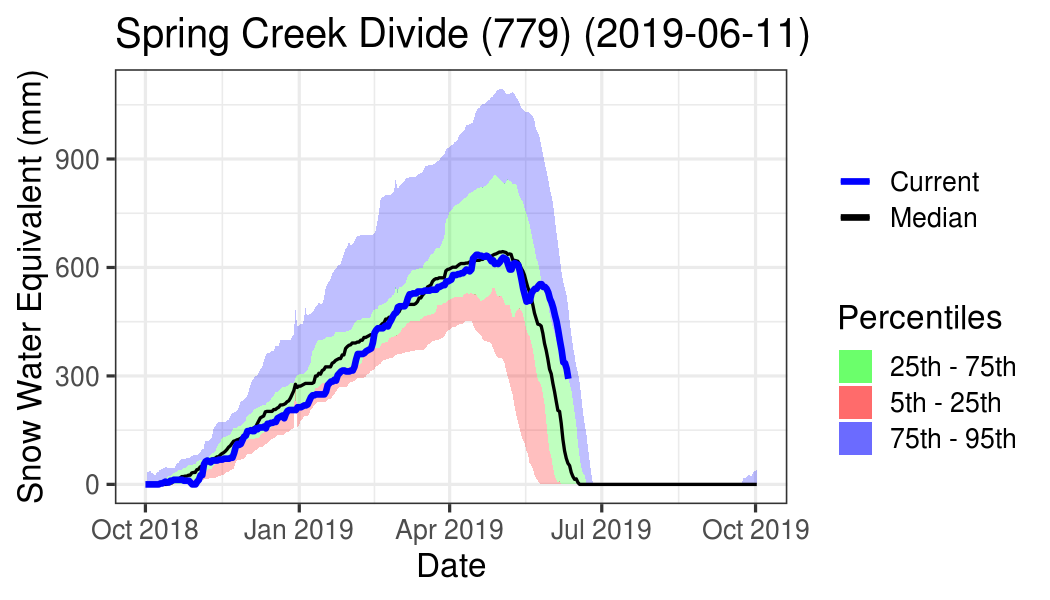 Spring Creek Divide (779) (2019-06-11)
Snow Water Equivalent (mm)
900
600
300
0
Oct 2018
Jan 2019
Apr 2019
Jul 2019
Oct 2019
Date
Current
Median
Percentiles
25th - 75th
5th - 25th
75th - 95th